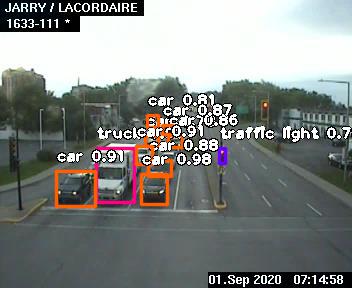 JARRY / LACORDAIRE
1633-111 *
car 0.81
car 0.87
car 0.86
truck
car 0.91
traffic light 0.7
car 0.88
car 0.91
car 0.98
01.Sep 2020 07:14:58